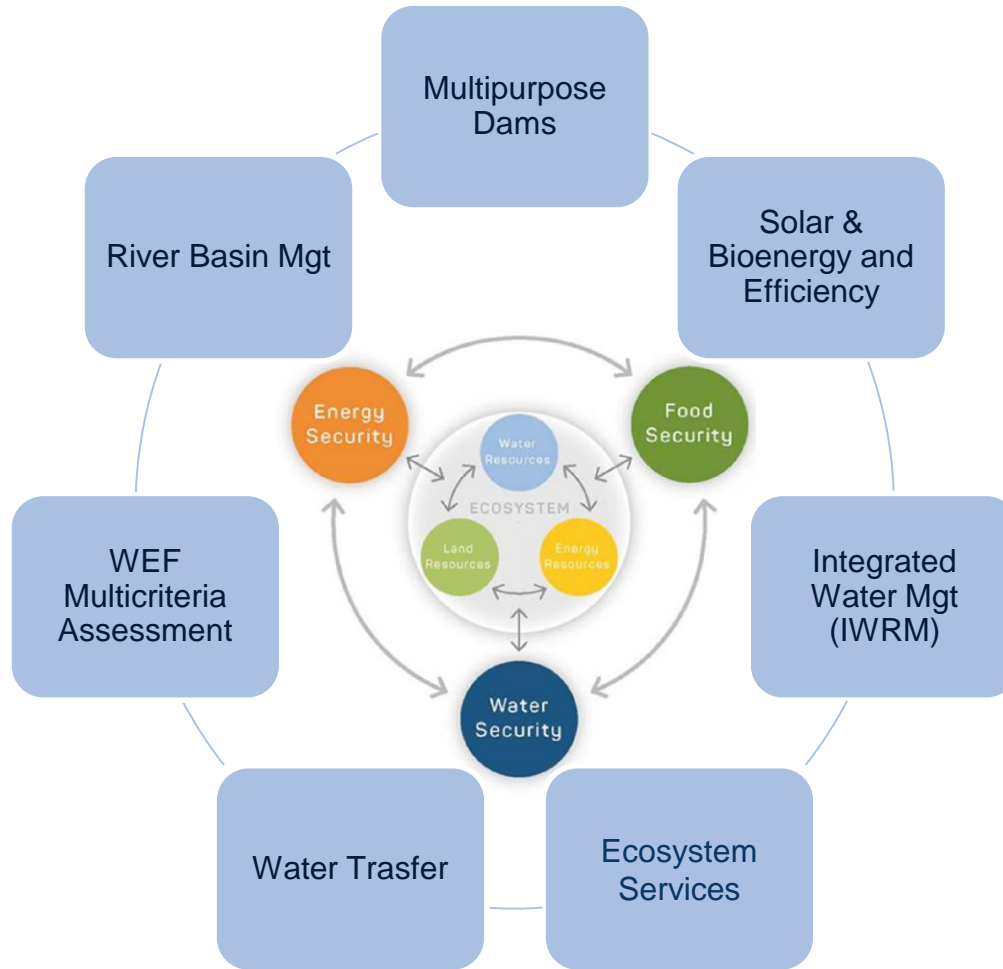 Multipurpose
Dams
River Basin Mgt
Solar &
Bioenergy and
Efficiency
Energy
Security
Food
Security
Water
Resources
ECOSYSTEM
Land
Resources
Energy
Resources
WEF
Multicriteria
Assessment
Integrated
Water Mgt
(IWRM)
Water
Security
Water Trasfer
Ecosystem
Services